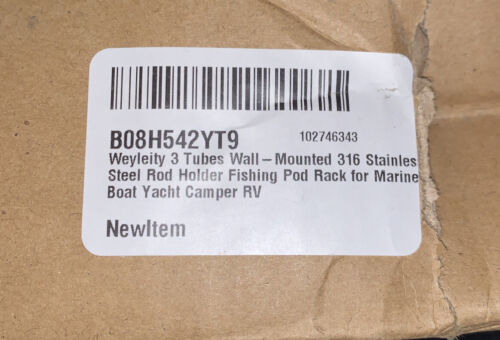 B08H542YT9 102746343
Weyleity 3 Tubes Wall－Mounted 316 Stainles
Steel Rod Holder Fishing Pod Rack for Marine
Boat Yacht Camper RV
NewItem